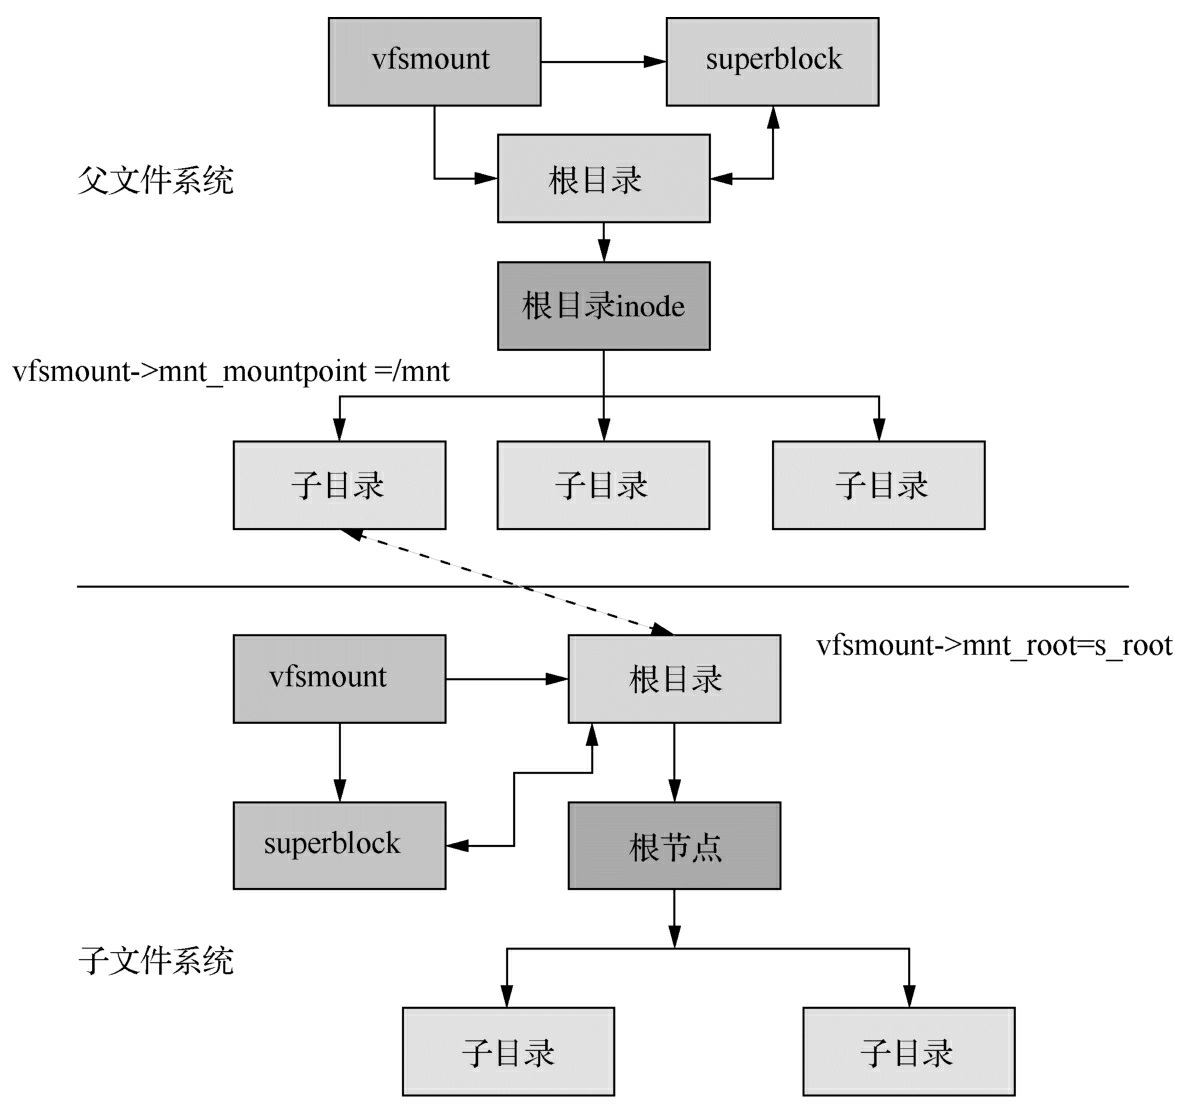 vfsmount
superblock
父文件系统
根目录
根目录inode
vfsmount->mnt_mountpoint =/mnt
子目录
子目录
子目录
vfsmount->mnt_root=s_root
vfsmount
根目录
superblock
根节点
子文件系统
子目录
子目录